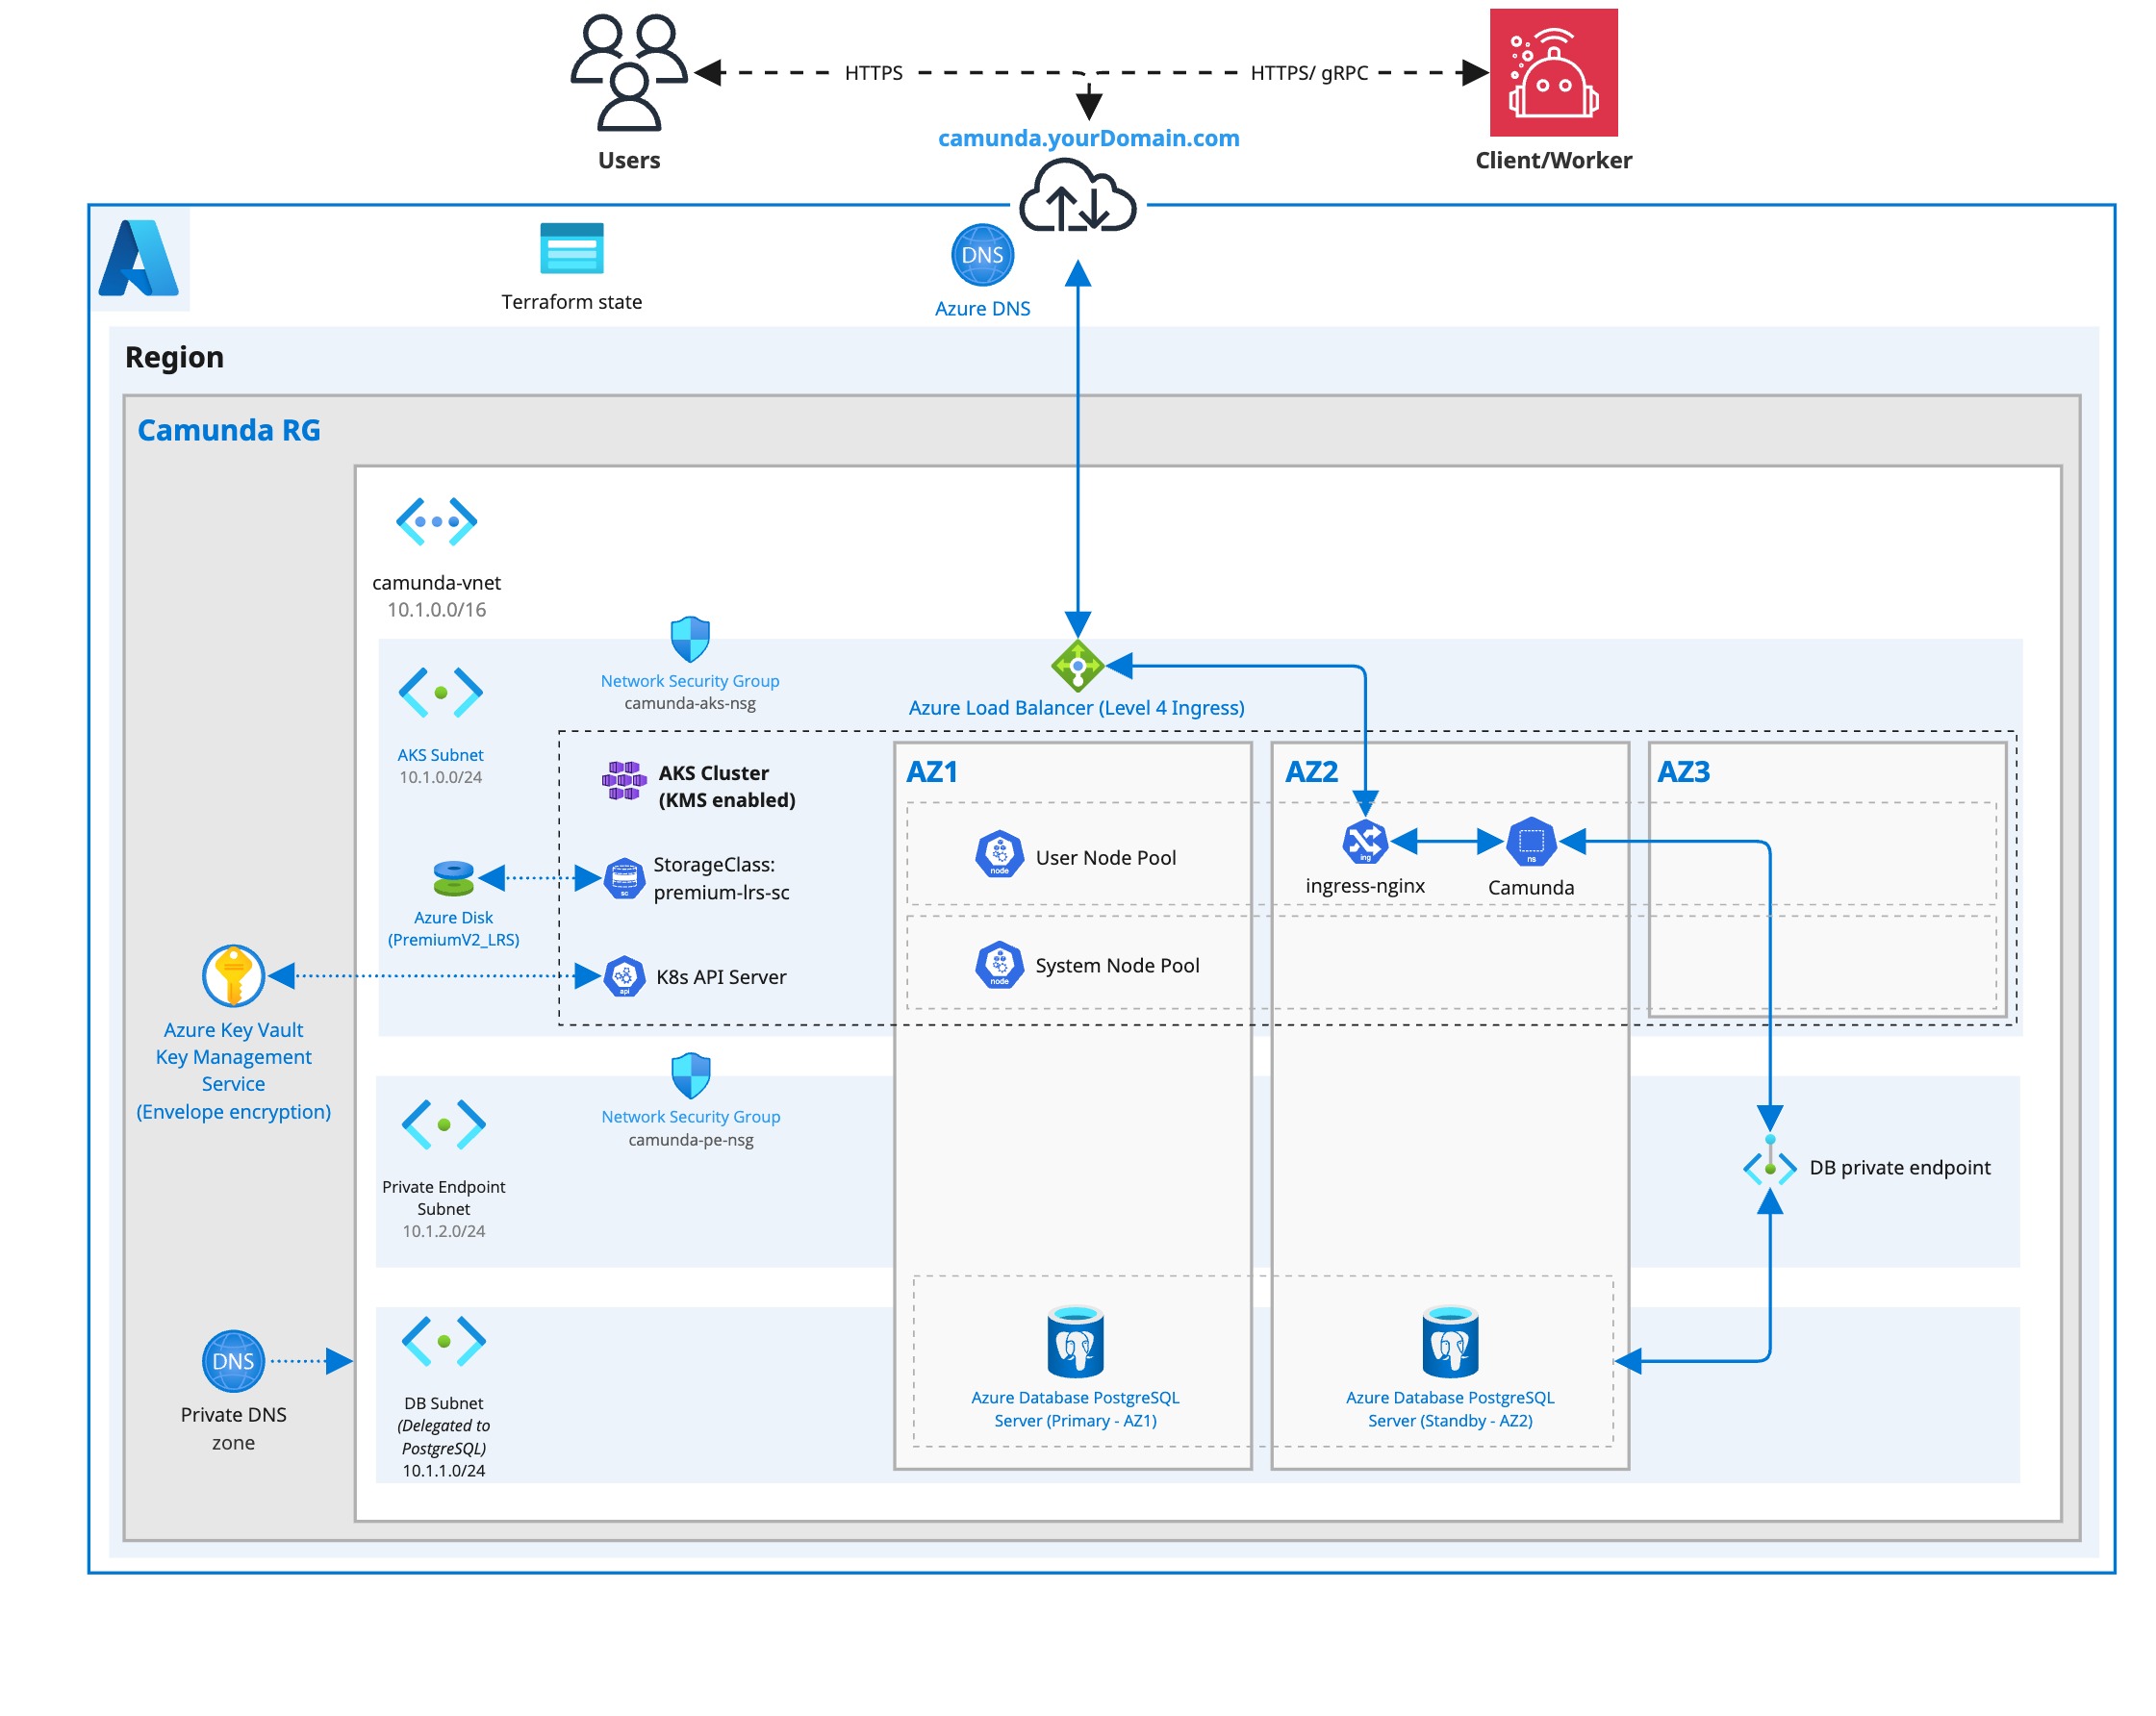 HTTPS
HTTPS/ gRPC
Users
camunda.yourDomain.com
Client/Worker
DNS
Terraform state
Azure DNS
Region
Camunda RG
camunda-vnet
10.1.0.0/16
Network Security Group
camunda-aks-nsg
Azure Load Balancer (Level 4 Ingress)
AKS Subnet
10.1.0.0/24
AKS Cluster
(KMS enabled)
AZ1
AZ2
AZ3
StorageClass:
premium-lrs-sc
sc
node
User Node Pool
ing
ingress-nginx
ns
Camunda
Azure Disk
(PremiumV2_LRS)
api
K8s API Server
node
System Node Pool
Azure Key Vault
Key Management
Service
(Envelope encryption)
Network Security Group
camunda-pe-nsg
Private Endpoint
Subnet
10.1.2.0/24
DB private endpoint
DNS
Private DNS
zone
DB Subnet
(Delegated to
PostgreSQL)
10.1.1.0/24
Azure Database PostgreSQL
Server (Primary - AZ1)
Azure Database PostgreSQL
Server (Standby - AZ2)